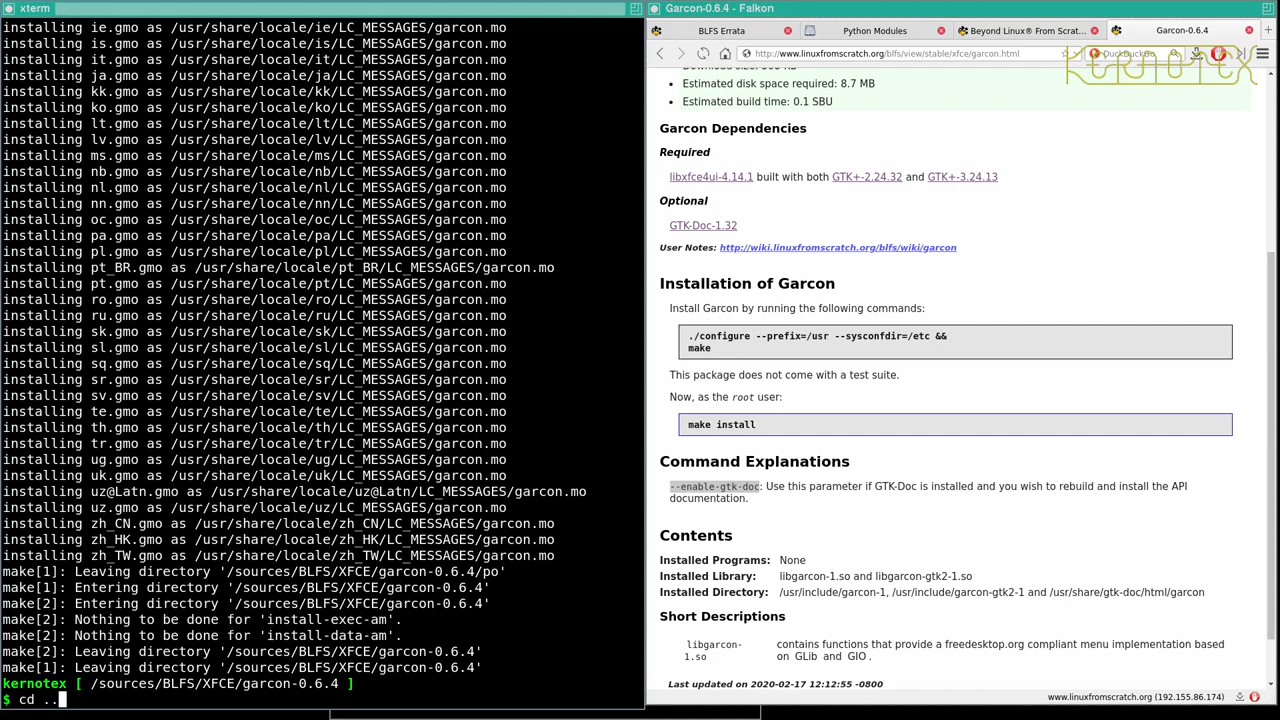 xterm
installing ie.gmo as /usr/share/locale/ie/LC_MESSAGES/garcon.mo
installing is.gmo as /usr/share/locale/is/LC_MESSAGES/garcon.mo
installing it.gmo as /usr/share/locale/it/LC_MESSAGES/garcon.mo
installing ja.gmo as /usr/share/locale/ja/LC_MESSAGES/garcon.mo
installing kk.gmo as /usr/share/locale/kk/LC_MESSAGES/garcon.mo
installing ko.gmo as /usr/share/locale/ko/LC_MESSAGES/garcon.mo
installing lt.gmo as /usr/share/locale/lt/LC_MESSAGES/garcon.mo
installing lv.gmo as /usr/share/locale/lv/LC_MESSAGES/garcon.mo
installing ms.gmo as /usr/share/locale/ms/LC_MESSAGES/garcon.mo
installing nb.gmo as /usr/share/locale/nb/LC_MESSAGES/garcon.mo
installing nl.gmo as /usr/share/locale/nl/LC_MESSAGES/garcon.mo
installing nn.gmo as /usr/share/locale/nn/LC_MESSAGES/garcon.mo
installing oc.gmo as /usr/share/locale/oc/LC_MESSAGES/garcon.mo
installing pa.gmo as /usr/share/locale/pa/LC_MESSAGES/garcon.mo
installing pl.gmo as /usr/share/locale/pl/LC_MESSAGES/garcon.mo
installing pt_BR.gmo as /usr/share/locale/pt_BR/LC_MESSAGES/garcon.mo
installing pt.gmo as /usr/share/locale/pt/LC_MESSAGES/garcon.mo
installing ro.gmo as /usr/share/locale/ro/LC_MESSAGES/garcon.mo
installing ru.gmo as /usr/share/locale/ru/LC_MESSAGES/garcon.mo
installing sk.gmo as /usr/share/locale/sk/LC_MESSAGES/garcon.mo
installing sl.gmo as /usr/share/locale/sl/LC_MESSAGES/garcon.mo
installing sq.gmo as /usr/share/locale/sq/LC_MESSAGES/garcon.mo
installing sr.gmo as /usr/share/locale/sr/LC_MESSAGES/garcon.mo
installing sv.gmo as /usr/share/locale/sv/LC_MESSAGES/garcon.mo
installing te.gmo as /usr/share/locale/te/LC_MESSAGES/garcon.mo
installing th.gmo as /usr/share/locale/th/LC_MESSAGES/garcon.mo
installing tr.gmo as /usr/share/locale/tr/LC_MESSAGES/garcon.mo
installing ug.gmo as /usr/share/locale/ug/LC_MESSAGES/garcon.mo
installing uk.gmo as /usr/share/locale/uk/LC_MESSAGES/garcon.mo
installing uz@Latn.gmo as /usr/share/locale/uz@Latn/LC_MESSAGES/garcon.mo
installing uz.gmo as /usr/share/locale/uz/LC_MESSAGES/garcon.mo
installing zh_CN.gmo as /usr/share/locale/zh_CN/LC_MESSAGES/garcon.mo
installing zh_HK.gmo as /usr/share/locale/zh_HK/LC_MESSAGES/garcon.mo
installing zh_TW.gmo as /usr/share/locale/zh_TW/LC_MESSAGES/garcon.mo
make[1]: Leaving directory '/sources/BLFS/XFCE/garcon-0.6.4/po'
make[1]: Entering directory '/sources/BLFS/XFCE/garcon-0.6.4'
make[2]: Entering directory '/sources/BLFS/XFCE/garcon-0.6.4'
make[2]: Nothing to be done for 'install-exec-am'.
make[2]: Nothing to be done for 'install-data-am'.
make[2]: Leaving directory '/sources/BLFS/XFCE/garcon-0.6.4'
make[1]: Leaving directory '/sources/BLFS/XFCE/garcon-0.6.4'
kernotex [ /sources/BLFS/XFCE/garcon-0.6.4 ]
$ cd ..
Garcon-0.6.4 - Falkon
BLFS Errata
Python Modules
Beyond Linux® From Scrat...
Garcon-0.6.4
http://www.linuxfromscratch.org/blfs/view/stable/xfce/garcon.html
DuckDuckGo
KERNOTEX
Estimated disk space required: 8.7 MB
Estimated build time: 0.1 SBU
Garcon Dependencies
Required
libxfce4ui-4.14.1 built with both GTK+-2.24.32 and GTK+-3.24.13
Optional
GTK-Doc-1.32
User Notes: http://wiki.linuxfromscratch.org/blfs/wiki/garcon
Installation of Garcon
Install Garcon by running the following commands:
./configure --prefix=/usr --sysconfdir=/etc &&
make
This package does not come with a test suite.
Now, as the root user:
make install
Command Explanations
--enable-gtk-doc: Use this parameter if GTK-Doc is installed and you wish to rebuild and install the API
documentation.
Contents
Installed Programs: None
Installed Library: libgarcon-1.so and libgarcon-gtk2-1.so
Installed Directory: /usr/include/garcon-1, /usr/include/garcon-gtk2-1 and /usr/share/gtk-doc/html/garcon
Short Descriptions
libgarcon-1.so contains functions that provide a freedesktop.org compliant menu implementation based
on GLib and GIO.
Last updated on 2020-02-17 12:12:55 -0800
www.linuxfromscratch.org (192.155.86.174)